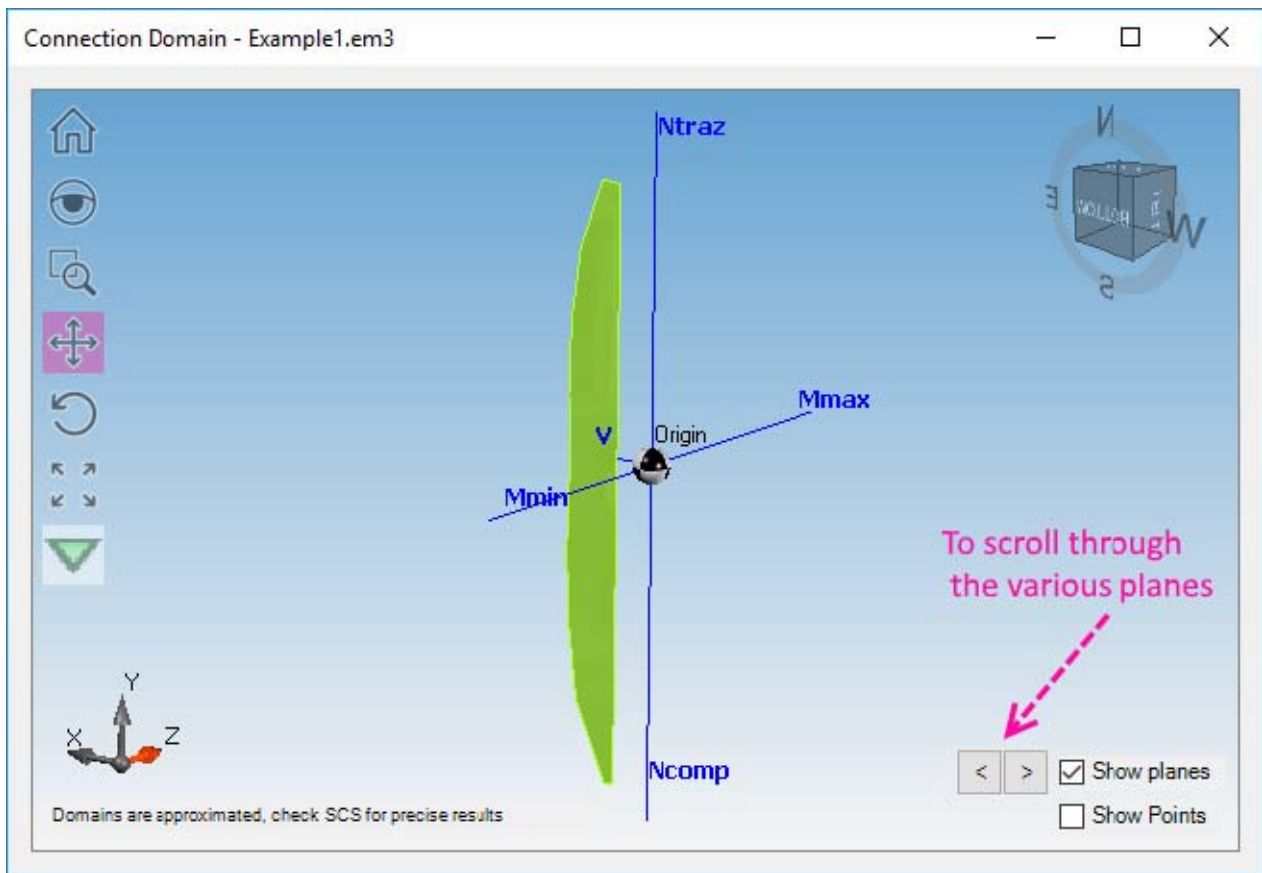 Connection Domain - Example1.em3
Ntraz
N
E
W
S
Mmax
V
Origin
Mmin
To scroll through
the various planes
Y
X
Z
Ncomp
< > Show planes
Show Points
Domains are approximated, check SCS for precise results